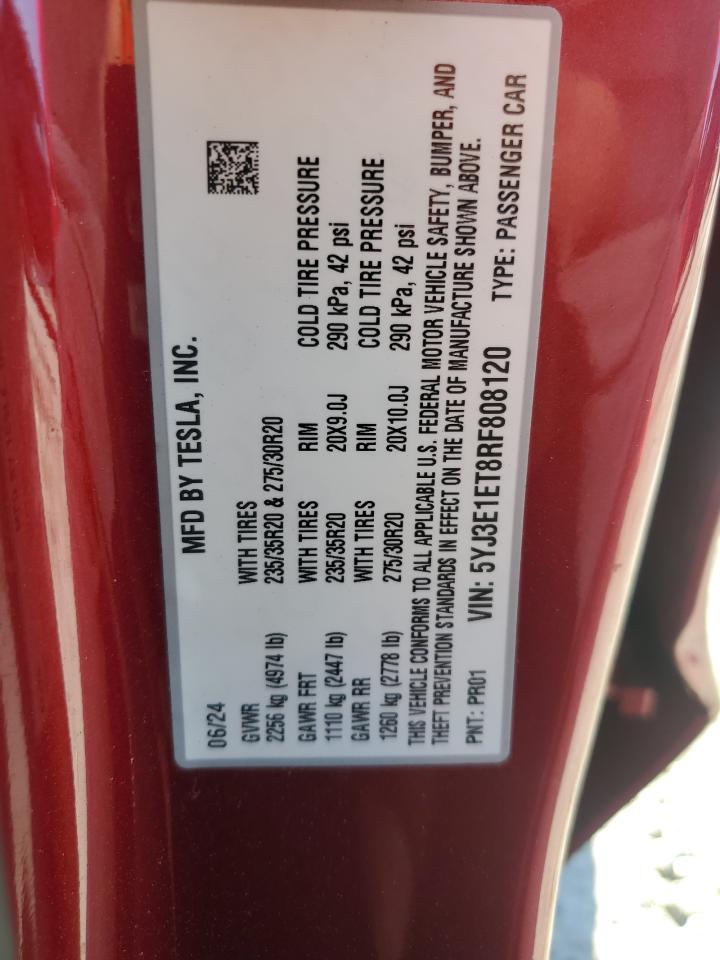 MFD BY TESLA, INC.
06/24
GVWR WITH TIRES
2256 kg (4974 lb) 235/35R20 & 275/30R20
GAWR FRT WITH TIRES RIM COLD TIRE PRESSURE
1110 kg (2447 lb) 235/35R20 20X9.0J 290 kPa, 42 psi
GAWR RR WITH TIRES RIM COLD TIRE PRESSURE
1260 kg (2778 lb) 275/30R20 20X10.0J 290 kPa, 42 psi
THIS VEHICLE CONFORMS TO ALL APPLICABLE U.S. FEDERAL MOTOR VEHICLE SAFETY, BUMPER, AND
THEFT PREVENTION STANDARDS IN EFFECT ON THE DATE OF MANUFACTURE SHOWN ABOVE.
PNT: PR01 VIN: 5YJ3E1ET8RF808120 TYPE: PASSENGER CAR